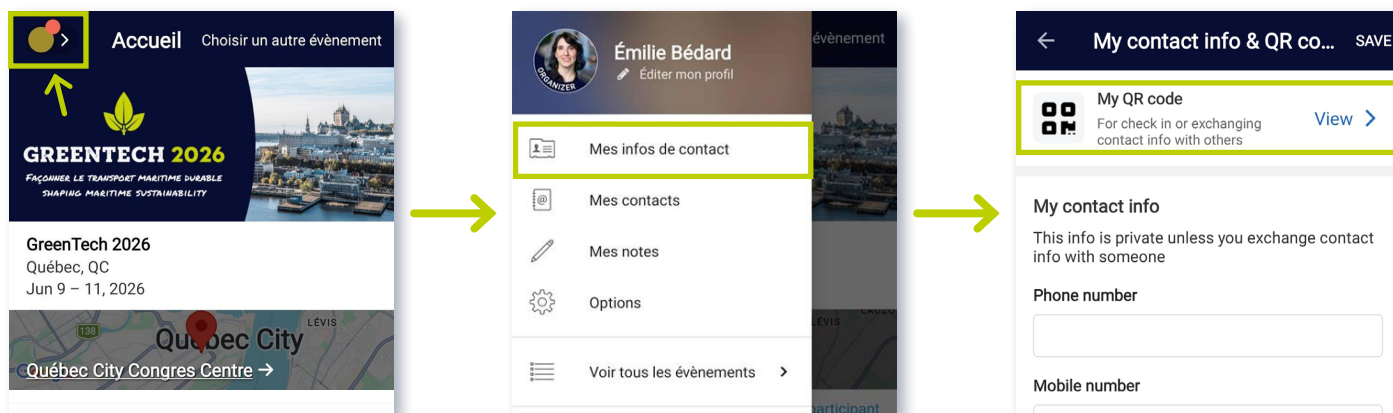 Accueil Choisir un autre évènement
GREENTECH 2026
FAÇONNER LE TRANSPORT MARITIME DURABLE
SHAPING MARITIME SUSTAINABILITY
GreenTech 2026
Québec, QC
Jun 9 – 11, 2026
138
LÉVIS
Québec City
Québec City Congres Centre →
évènement
ORGANIZER
Émilie Bédard
Éditer mon profil
Mes infos de contact
Mes contacts
Mes notes
Options
Voir tous les évènements
LÉVIS
participant
My contact info & QR co... SAVE
My QR code
For check in or exchanging
contact info with others
View
My contact info
This info is private unless you exchange contact
info with someone
Phone number
Mobile number